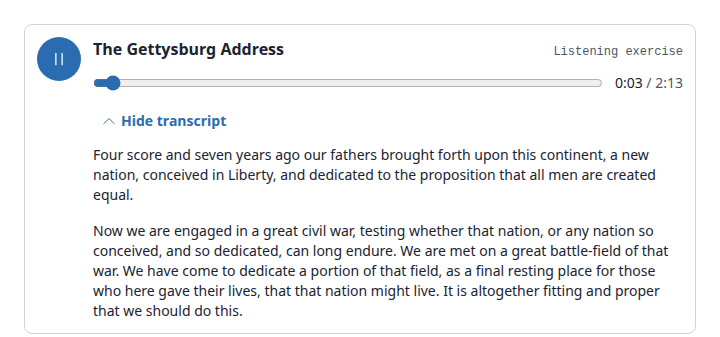 The Gettysburg Address
Listening exercise
0:03 / 2:13
Hide transcript
Four score and seven years ago our fathers brought forth upon this continent, a new
nation, conceived in Liberty, and dedicated to the proposition that all men are created
equal.
Now we are engaged in a great civil war, testing whether that nation, or any nation so
conceived, and so dedicated, can long endure. We are met on a great battle-field of that
war. We have come to dedicate a portion of that field, as a final resting place for those
who here gave their lives, that that nation might live. It is altogether fitting and proper
that we should do this.